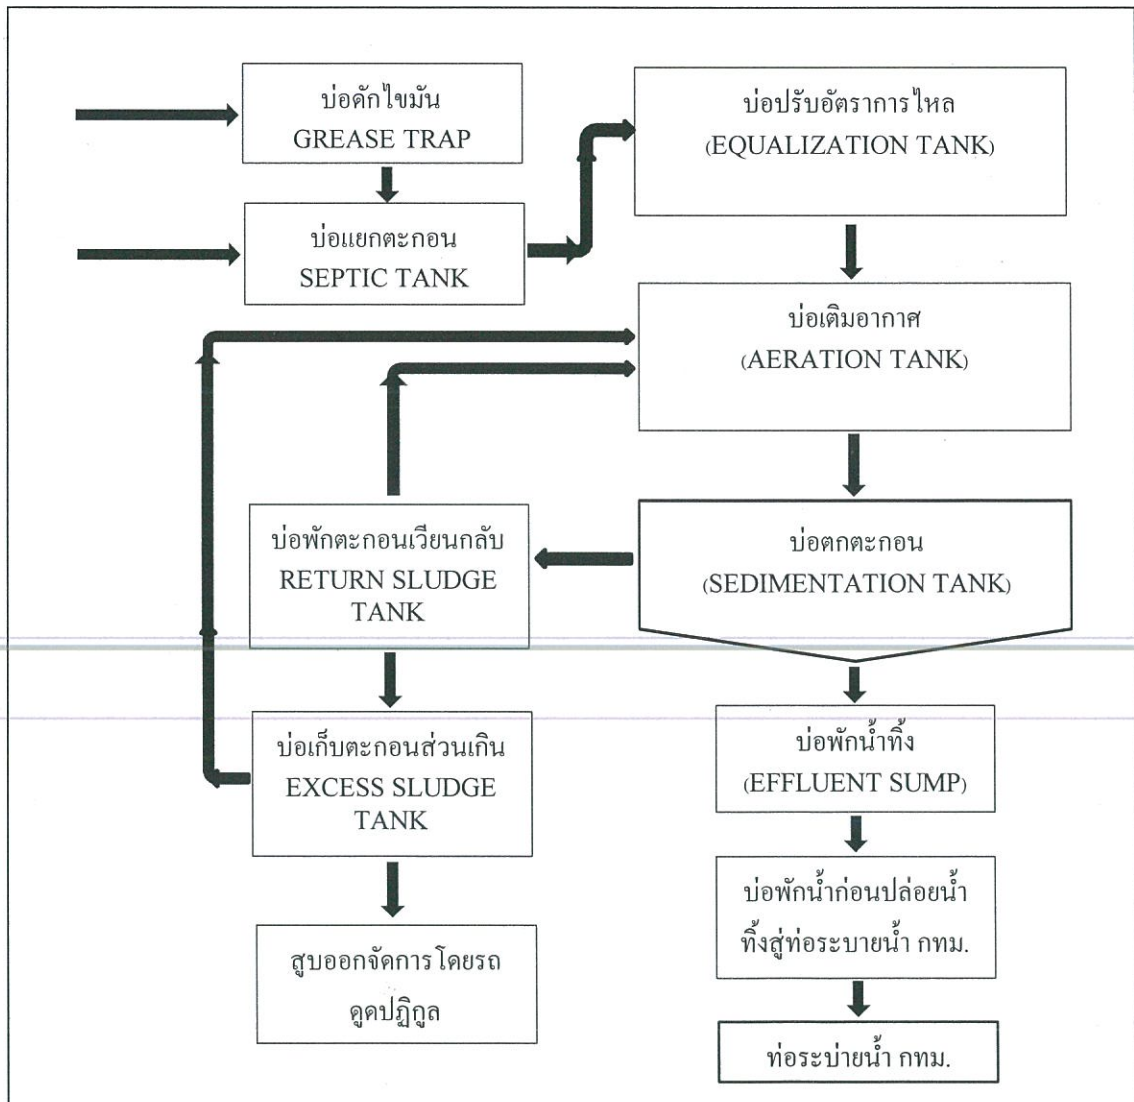 บ่อดักไขมัน
GREASE TRAP
บ่อปรับอัตราการไหล
(EQUALIZATION TANK)
บ่อแยกตะกอน
SEPTIC TANK
บ่อเติมอากาศ
(AERATION TANK)
บ่อพักตะกอนเวียนกลับ
RETURN SLUDGE
TANK
บ่อตกตะกอน
(SEDIMENTATION TANK)
บ่อเก็บตะกอนส่วนเกิน
EXCESS SLUDGE
TANK
บ่อพักน้ำทิ้ง
(EFFLUENT SUMP)
สูบออกจัดการโดยรถ
ดูดปฏิกูล
บ่อพักน้ำก่อนปล่อยน้ำ
ทิ้งสู่ท่อระบายน้ำ กทม.
ท่อระบ่ายน้ำ กทม.